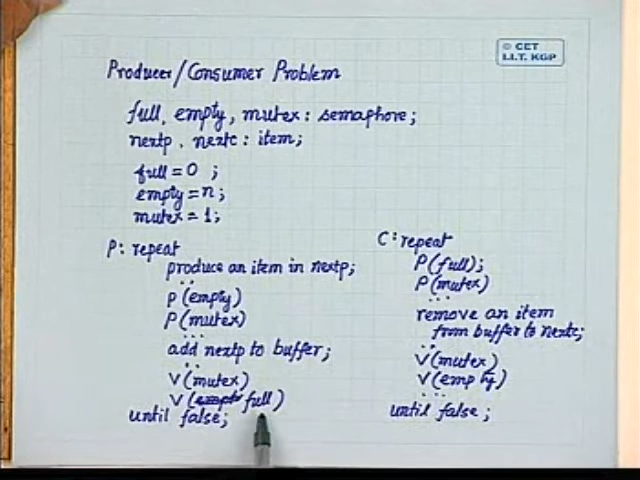 © CET
I.I.T. KGP
Producer/Consumer Problem
full, empty, mutex : semaphore;
nextp, nextc : item;
full = 0 ;
empty = n;
mutex = 1;
P: repeat
produce an item in nextp;
...
P(empty)
P(mutex)
...
add nextp to buffer;
...
V(mutex)
V(full)
until false;
C: repeat
P(full);
P(mutex)
...
remove an item
from buffer to nextc;
...
V(mutex)
V(empty)
...
until false;